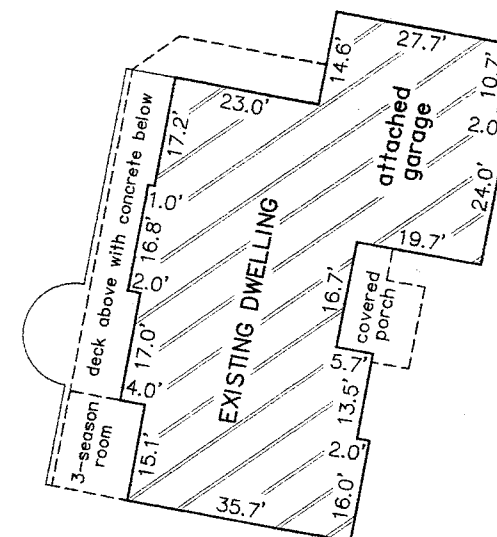 27.7'
14.6'
10.7'
23.0'
2.0
17.2'
attached
garage
24.0'
1.0'
16.8'
deck above with concrete below
19.7'
EXISTING DWELLING
16.7'
covered
porch
2.0'
17.0'
5.7'
13.5'
4.0'
3-season
room
15.1'
2.0'
16.0'
35.7'